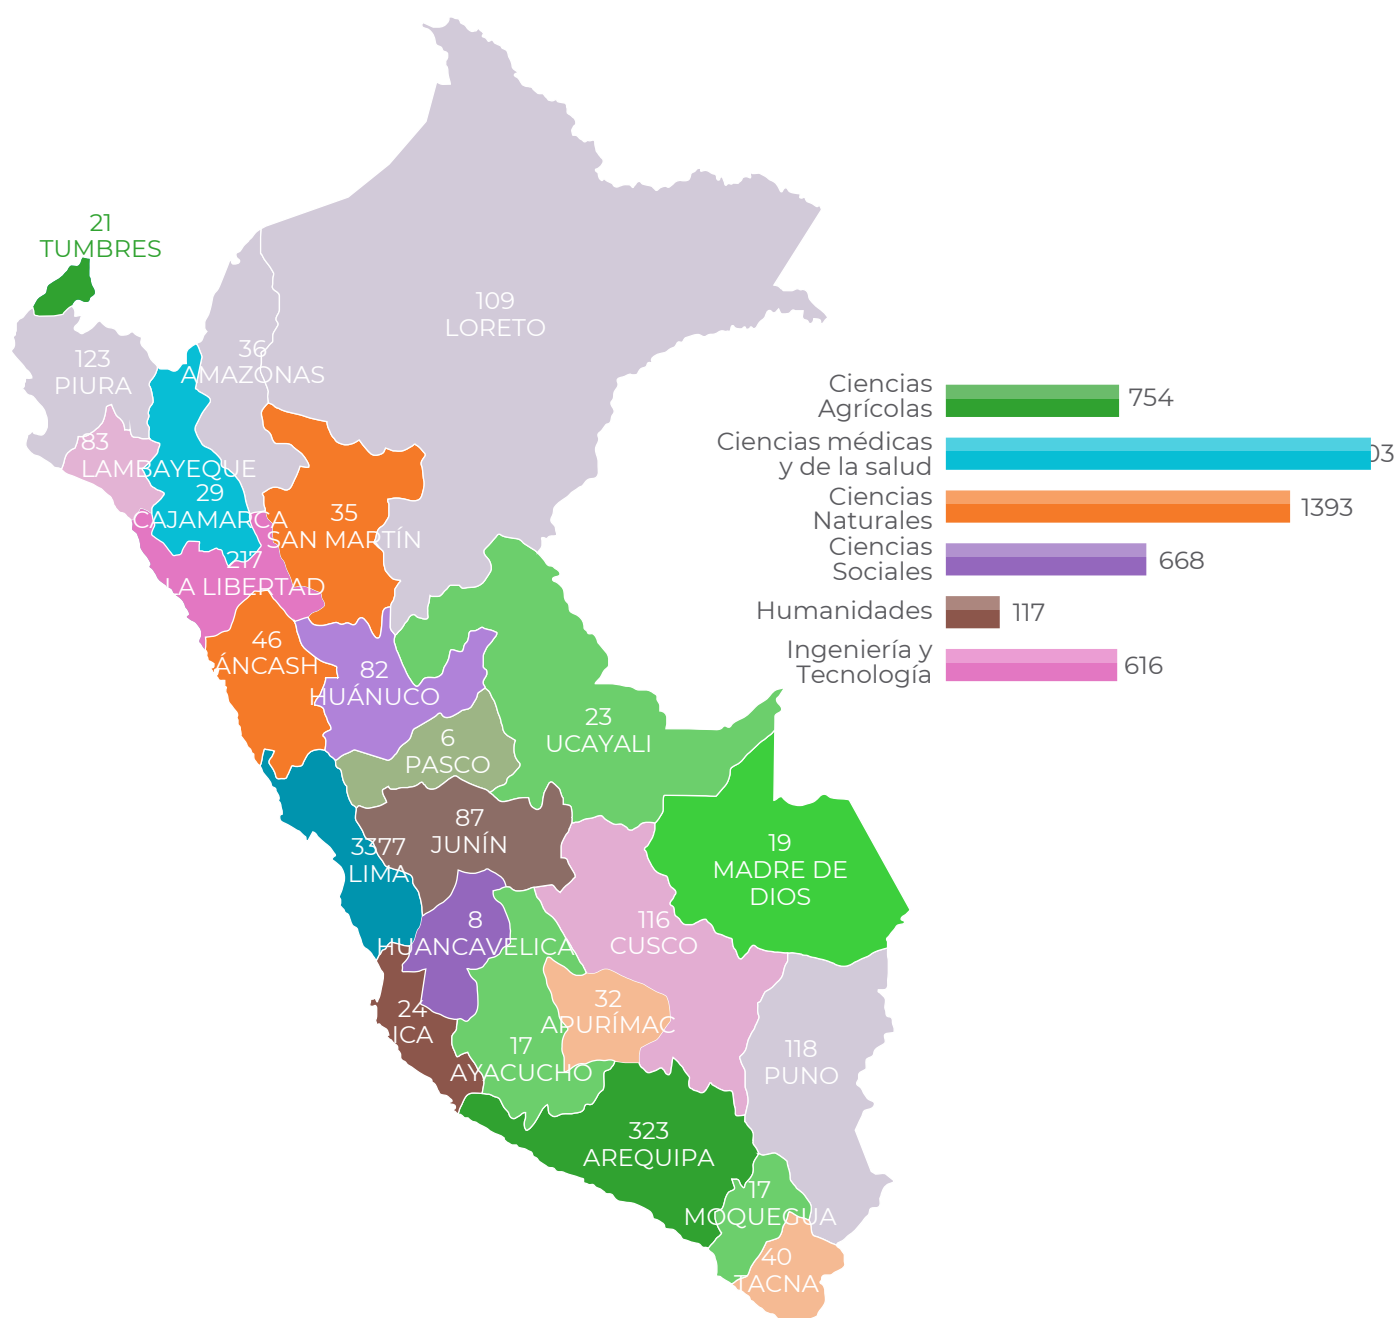 21
TUMBRES
109
LORETO
123
PIURA
36
AMAZONAS
83
LAMBAYEQUE
29
CAJAMARCA
35
SAN MARTÍN
217
LA LIBERTAD
46
ÁNCASH
82
HUÁNUCO
23
UCAYALI
6
PASCO
87
JUNÍN
3377
LIMA
19
MADRE DE
DIOS
8
HUANCAVELICA
116
CUSCO
24
ICA
32
APURÍMAC
17
AYACUCHO
118
PUNO
323
AREQUIPA
17
MOQUEGUA
40
TACNA
Ciencias
Agrícolas
754
Ciencias médicas
y de la salud
Ciencias
Naturales
1393
Ciencias
Sociales
668
Humanidades
117
Ingeniería y
Tecnología
616